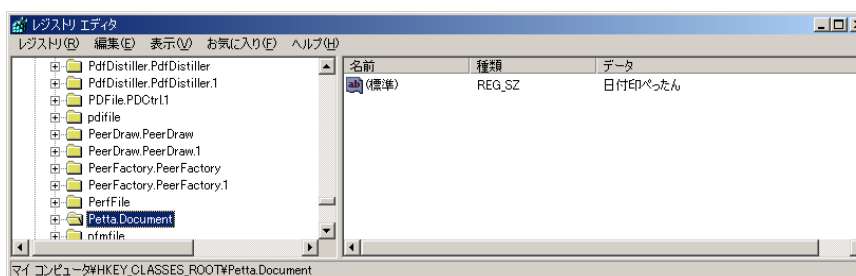 レジストリ エディタ
レジストリ(R) 編集(E) 表示(V) お気に入り(F) ヘルプ(H)
PdfDistiller.PdfDistiller
PdfDistiller.PdfDistiller.1
PDFile.PDCtrl.1
pdifile
PeerDraw.PeerDraw
PeerDraw.PeerDraw.1
PeerFactory.PeerFactory
PeerFactory.PeerFactory.1
PerfFile
Petta.Document
pfmfile
名前 種類 データ
ab (標準) REG_SZ 日付印ぺったん
マイ コンピュータ¥HKEY_CLASSES_ROOT¥Petta.Document